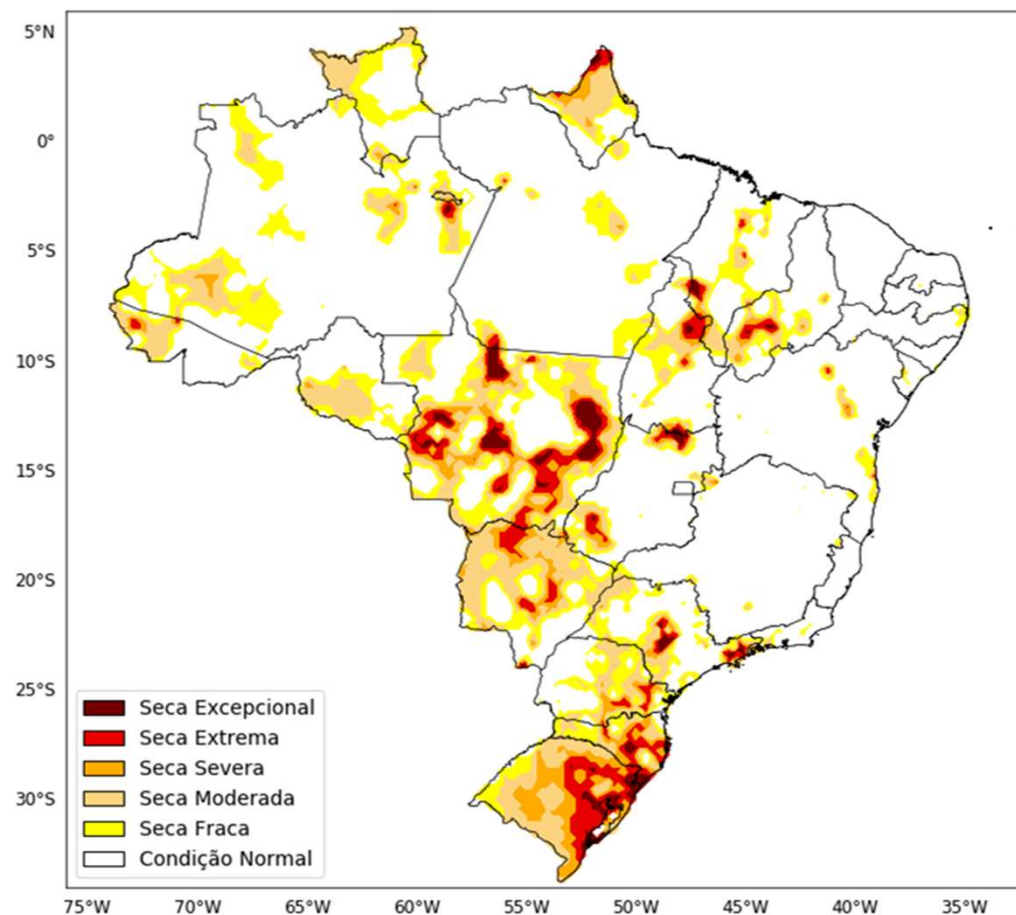 5°N
0°
5°S
10°S
15°S
20°S
25°S
30°S
Seca Excepcional
Seca Extrema
Seca Severa
Seca Moderada
Seca Fraca
Condição Normal
75°W 70°W 65°W 60°W 55°W 50°W 45°W 40°W 35°W